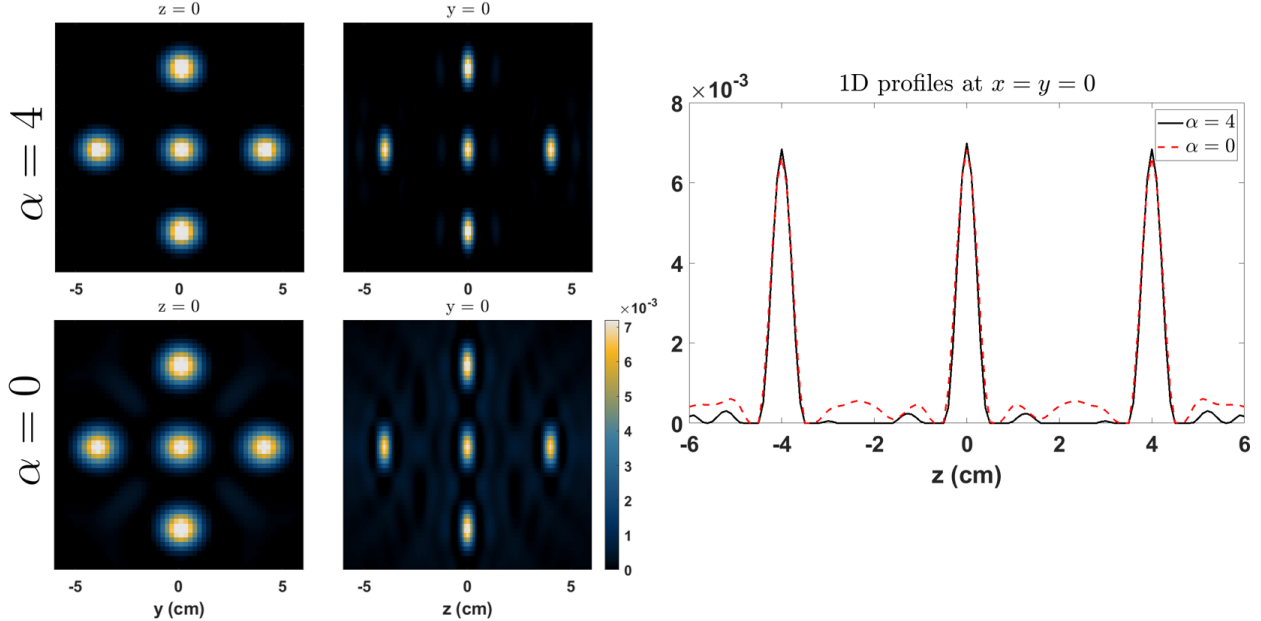 z = 0
y = 0
α = 4
-5
0
5
-5
0
5
z = 0
y = 0
×10⁻³
α = 0
7
6
5
4
3
2
1
0
-5
0
5
-5
0
5
y (cm)
z (cm)
×10⁻³
1D profiles at x = y = 0
8
6
4
2
0
α = 4
α = 0
-6
-4
-2
0
2
4
6
z (cm)